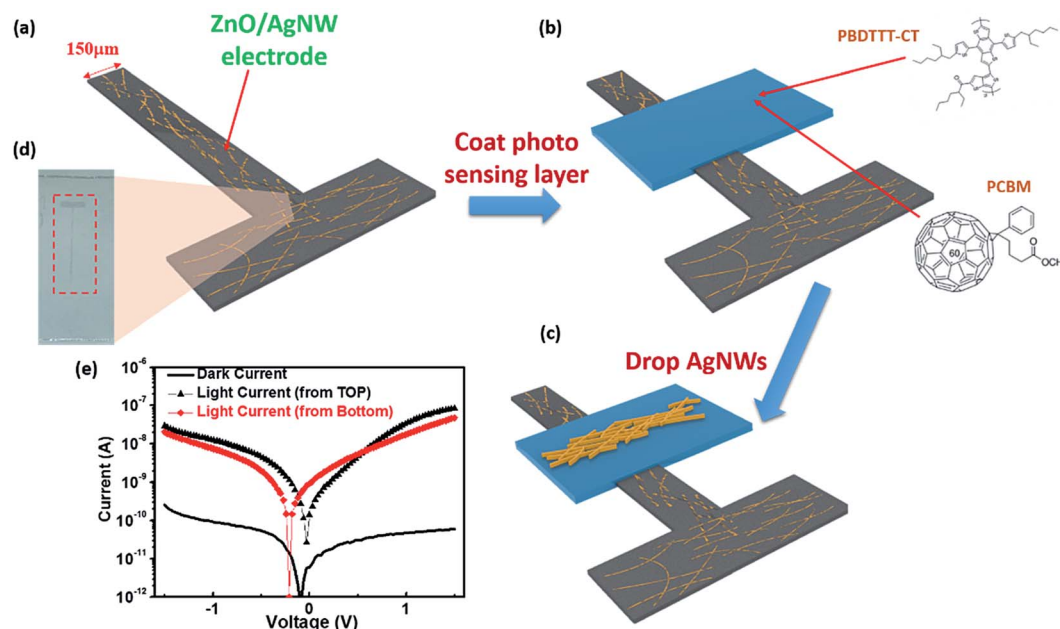 (a)
ZnO/AgNW
electrode
150μm
(b)
PBDTTT-CT
(d)
Coat photo
sensing layer
PCBM
60
O
OCH
(c)
Drop AgNWs
(e)
Dark Current
Light Current (from TOP)
Light Current (from Bottom)
Current (A)
10⁻⁶
10⁻⁷
10⁻⁸
10⁻⁹
10⁻¹⁰
10⁻¹¹
10⁻¹²
-1
0
1
Voltage (V)